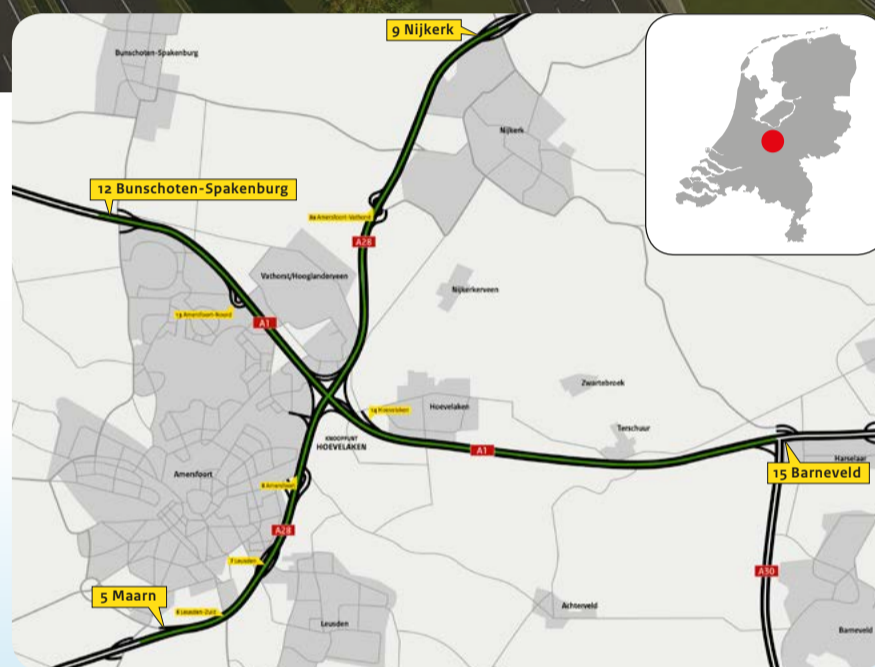 9 Nijkerk
Bunschoten-Spakenburg
Nijkerk
12 Bunschoten-Spakenburg
8a Amersfoort-Vathorst
A28
Vathorst/Hooglanderveen
Nijkerkerveen
13 Amersfoort-Noord
A1
Zwartebroek
14 Hoevelaken
Hoevelaken
Terschuur
KNOOPPUNT
HOEVELAKEN
A1
Harselaar
15 Barneveld
Amersfoort
8 Amersfoort
A28
7 Leusden
A30
5 Maarn
6 Leusden-Zuid
Achterveld
Leusden
Barneveld